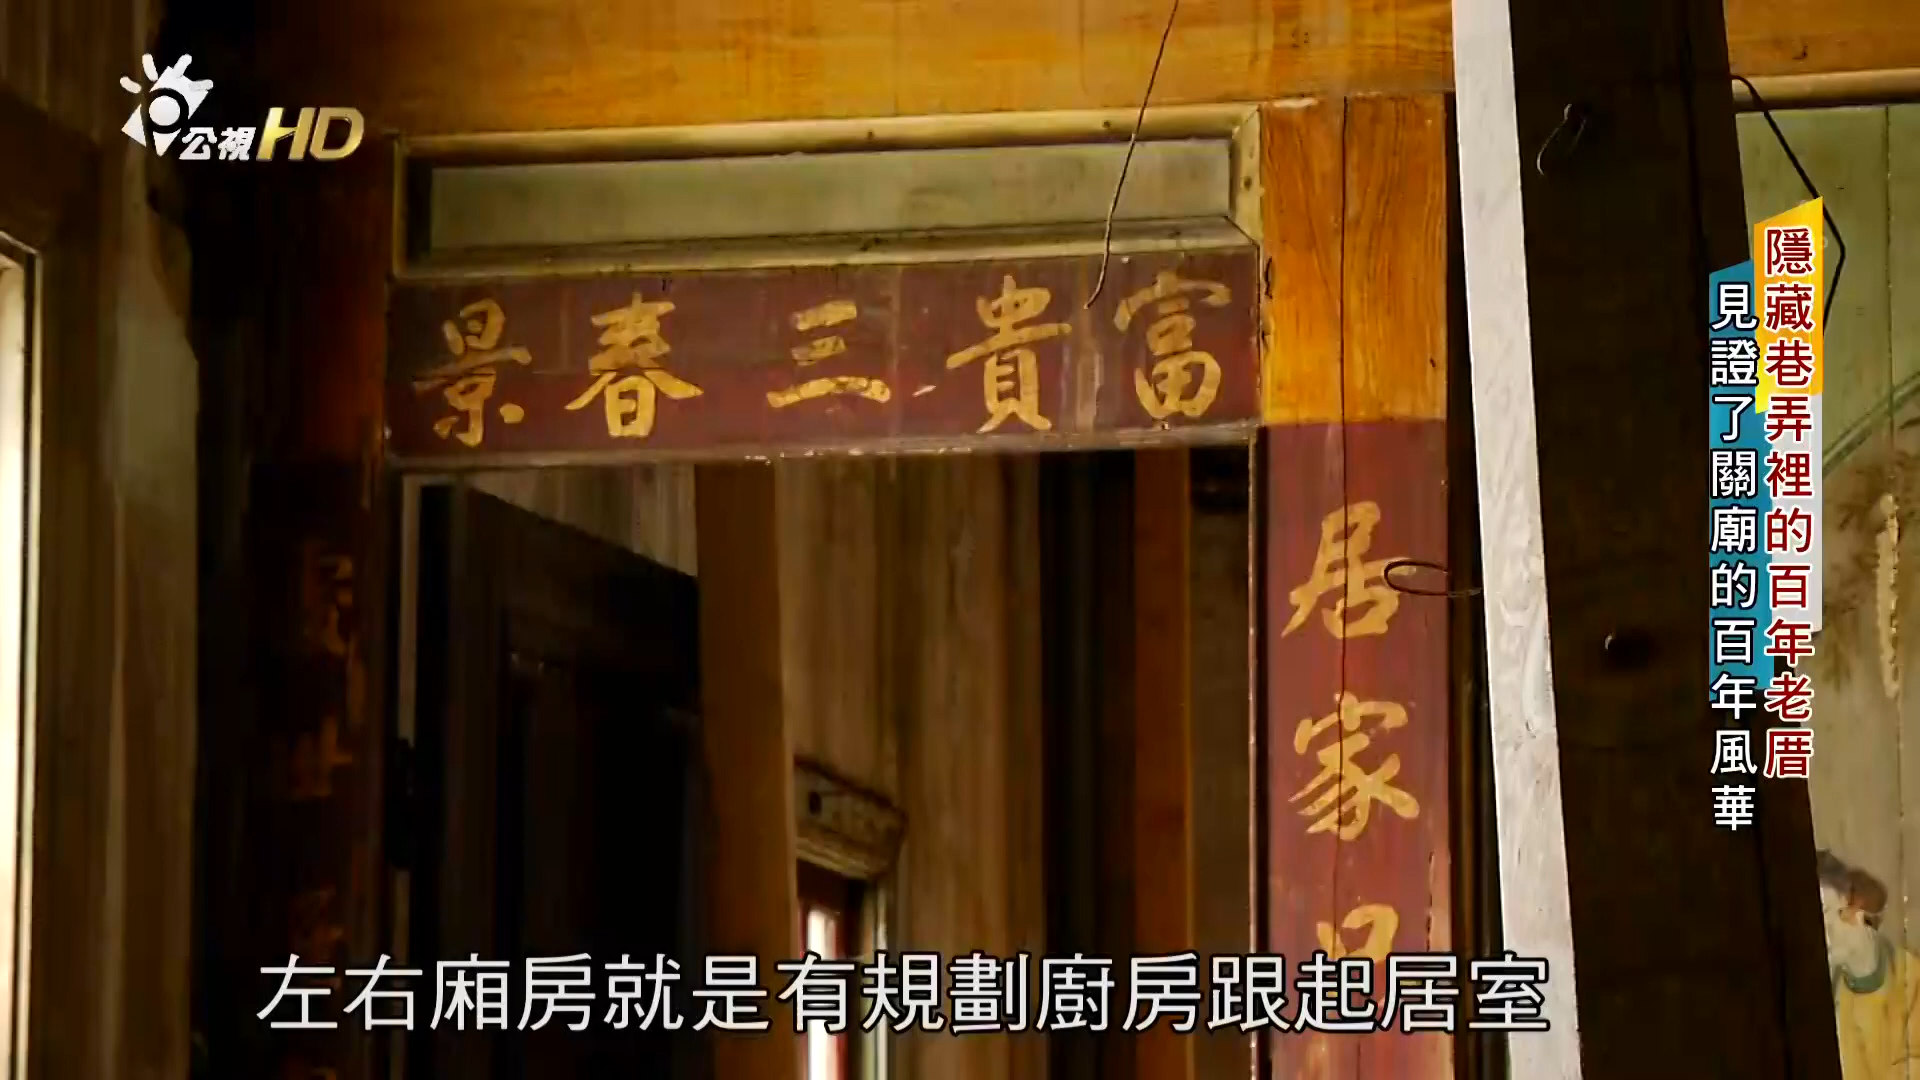 公視HD
富貴三春景
居家
隱藏巷弄裡的百年老厝
見證了關廟的百年風華
左右廂房就是有規劃廚房跟起居室